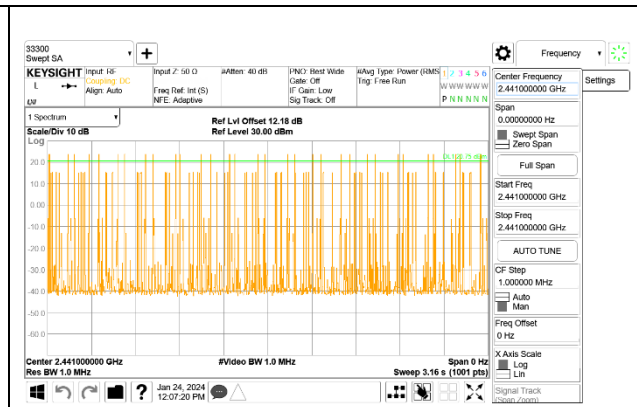 33300
Swept SA
+
Frequency
KEYSIGHT
L
Input: RF
Coupling: DC
Align: Auto
Input Z: 50 Ω
Freq Ref: Int (S)
NFE: Adaptive
#Atten: 40 dB
PNO: Best Wide
Gate: Off
IF Gain: Low
Sig Track: Off
#Avg Type: Power (RMS
Trig: Free Run
1 2 3 4 5 6
W W W W W W
P N N N N N
Center Frequency
2.441000000 GHz
Settings
Span
0.00000000 Hz
Swept Span
Zero Span
Full Span
Start Freq
2.441000000 GHz
Stop Freq
2.441000000 GHz
AUTO TUNE
CF Step
1.000000 MHz
Auto
Man
Freq Offset
0 Hz
X Axis Scale
Log
Lin
Signal Track
(Span Zoom)
1 Spectrum
Scale/Div 10 dB
Ref Lvl Offset 12.18 dB
Ref Level 30.00 dBm
Log
20.0
10.0
0.00
-10.0
-20.0
-30.0
-40.0
-50.0
-60.0
Center 2.441000000 GHz
#Video BW 1.0 MHz
Span 0 Hz
Res BW 1.0 MHz
Sweep 3.16 s (1001 pts)
?
Jan 24, 2024
12:07:20 PM